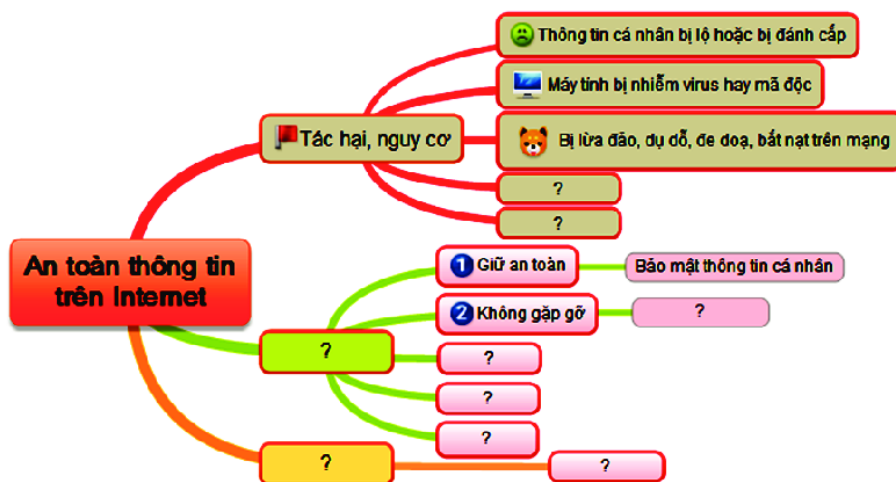 Thông tin cá nhân bị lộ hoặc bị đánh cắp
Máy tính bị nhiễm virus hay mã độc
Tác hại, nguy cơ
Bị lừa đảo, dụ dỗ, đe doạ, bắt nạt trên mạng
?
?
An toàn thông tin
trên Internet
1 Giữ an toàn
Bảo mật thông tin cá nhân
2 Không gặp gỡ
?
?
?
?
?
?
?